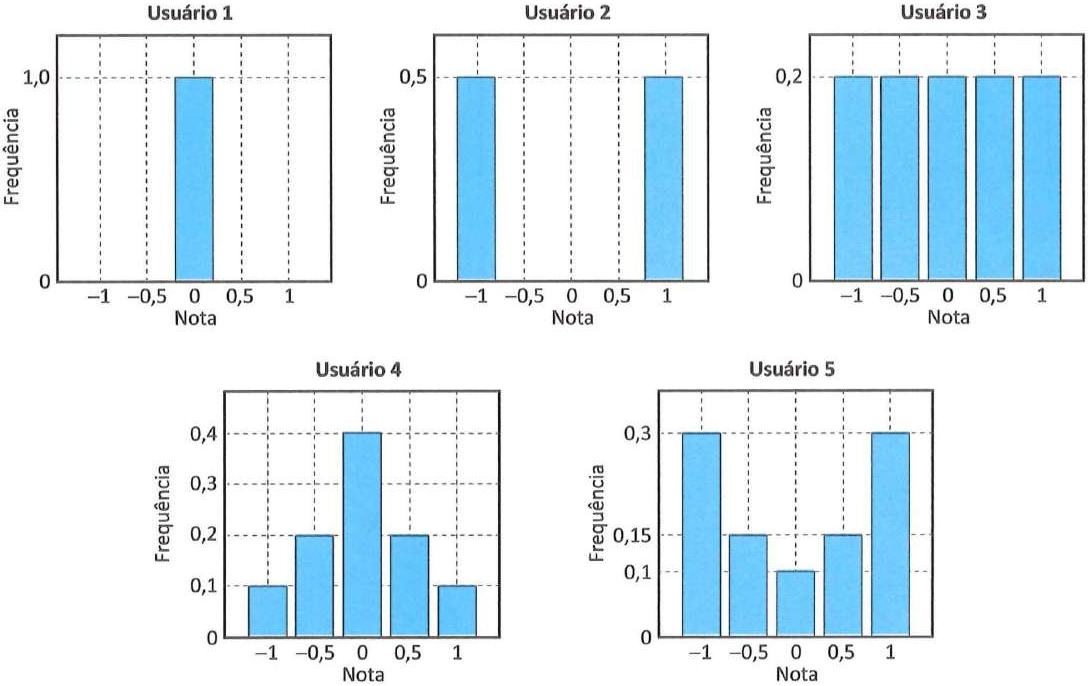 Usuário 1
Frequência
1,0
0
–1 –0,5 0 0,5 1
Nota
Usuário 2
Frequência
0,5
0
–1 –0,5 0 0,5 1
Nota
Usuário 3
Frequência
0,2
0
–1 –0,5 0 0,5 1
Nota
Usuário 4
Frequência
0,4
0,3
0,2
0,1
0
–1 –0,5 0 0,5 1
Nota
Usuário 5
Frequência
0,3
0,15
0,1
0
–1 –0,5 0 0,5 1
Nota